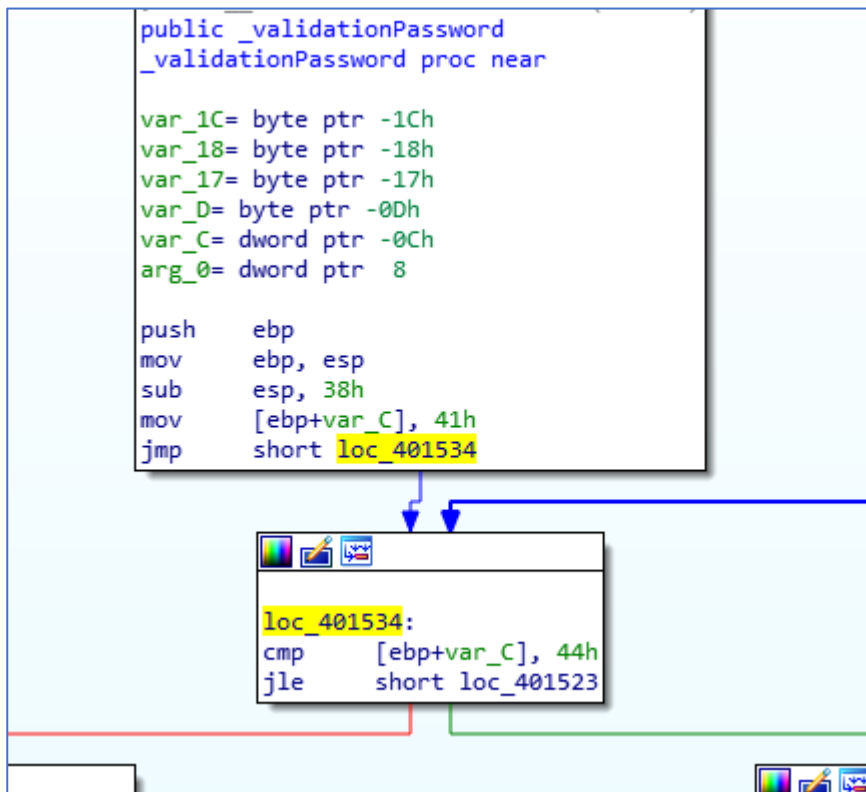 public _validationPassword
_validationPassword proc near
var_1C= byte ptr -1Ch
var_18= byte ptr -18h
var_17= byte ptr -17h
var_D= byte ptr -0Dh
var_C= dword ptr -0Ch
arg_0= dword ptr  8
push    ebp
mov     ebp, esp
sub     esp, 38h
mov     [ebp+var_C], 41h
jmp     short loc_401534
loc_401534:
cmp     [ebp+var_C], 44h
jle     short loc_401523